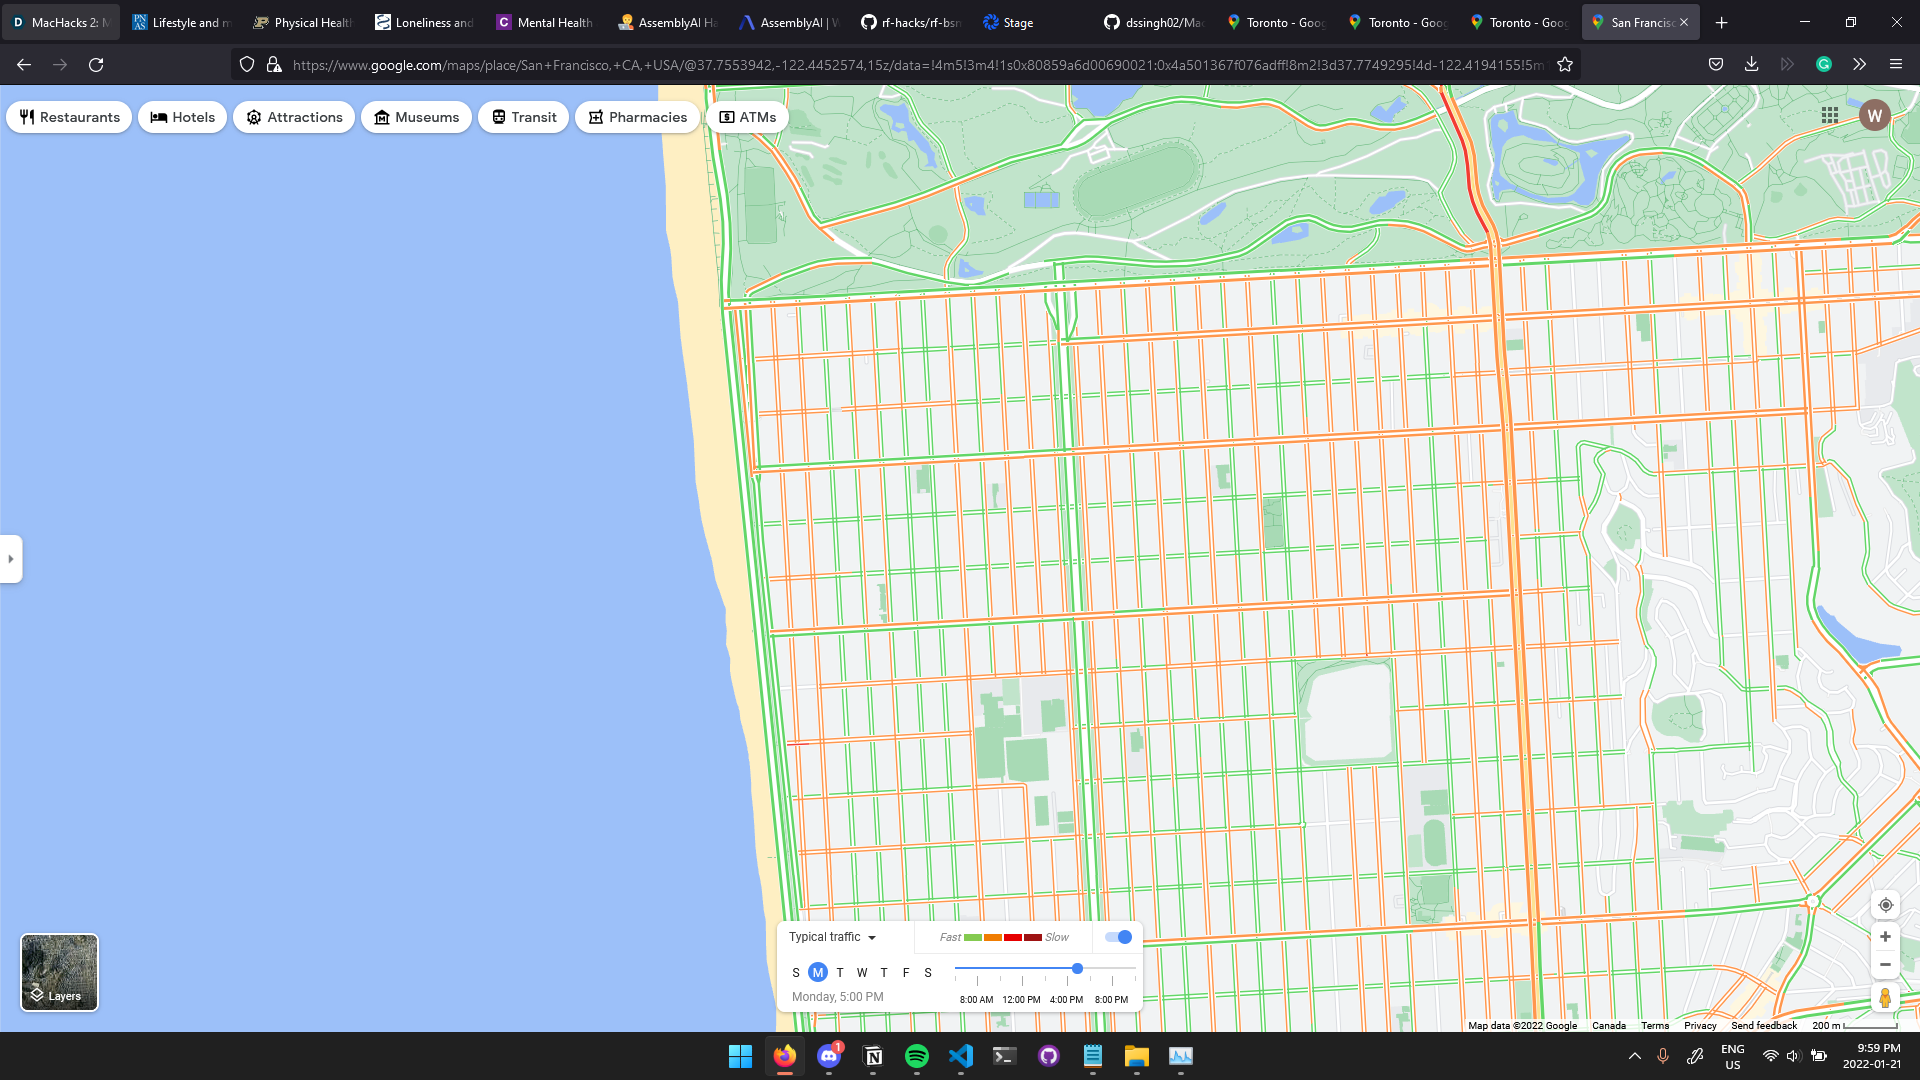 MacHacks 2: M
Lifestyle and m
Physical Health
Loneliness and
Mental Health
AssemblyAI Ha
AssemblyAI | W
rf-hacks/rf-bsn
Stage
dssingh02/Mac
Toronto - Goog
Toronto - Goog
Toronto - Goog
San Francisc
https://www.google.com/maps/place/San+Francisco,+CA,+USA/@37.7553942,-122.4452574,15z/data=!4m5!3m4!1s0x80859a6d00690021:0x4a501367f076adff!8m2!3d37.7749295!4d-122.4194155!5m1
Restaurants
Hotels
Attractions
Museums
Transit
Pharmacies
ATMs
W
Layers
Typical traffic
Fast
Slow
S M T W T F S
Monday, 5:00 PM
8:00 AM 12:00 PM 4:00 PM 8:00 PM
Map data ©2022 Google Canada Terms Privacy Send feedback 200 m
1
ENG
US
9:59 PM
2022-01-21